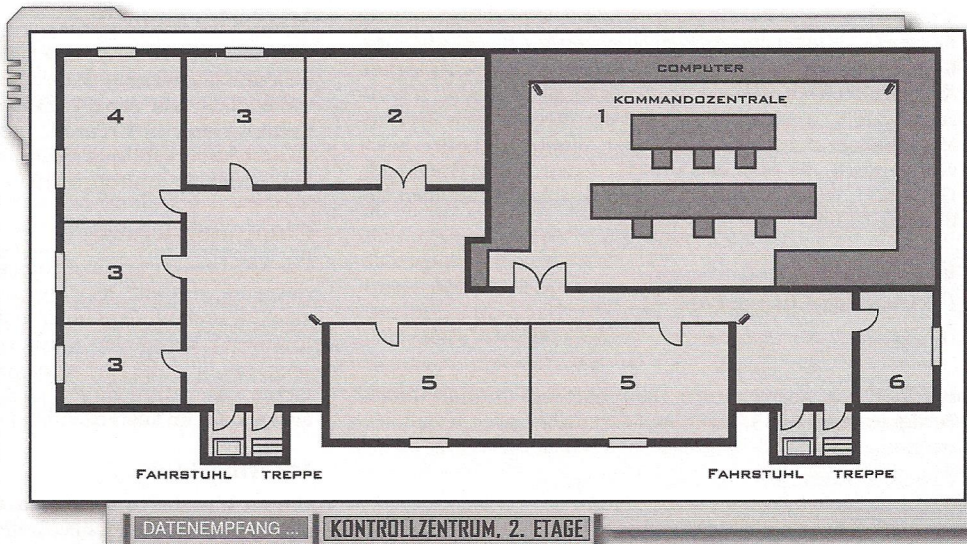 COMPUTER
KOMMANDOZENTRALE
1
4
3
2
3
3
5
5
6
FAHRSTUHL TREPPE
FAHRSTUHL TREPPE
DATENEMPFANG ...
KONTROLLZENTRUM, 2. ETAGE